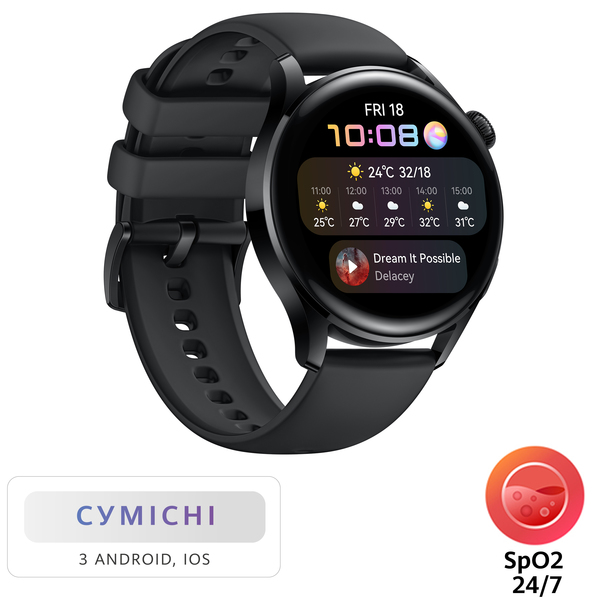 FRI 18
10:08
24°C 32/18
11:00 12:00 13:00 14:00 15:00
25°C 27°C 29°C 32°C 31°C
Dream It Possible
Delacey
СУМІСНІ
З ANDROID, IOS
SpO2
24/7